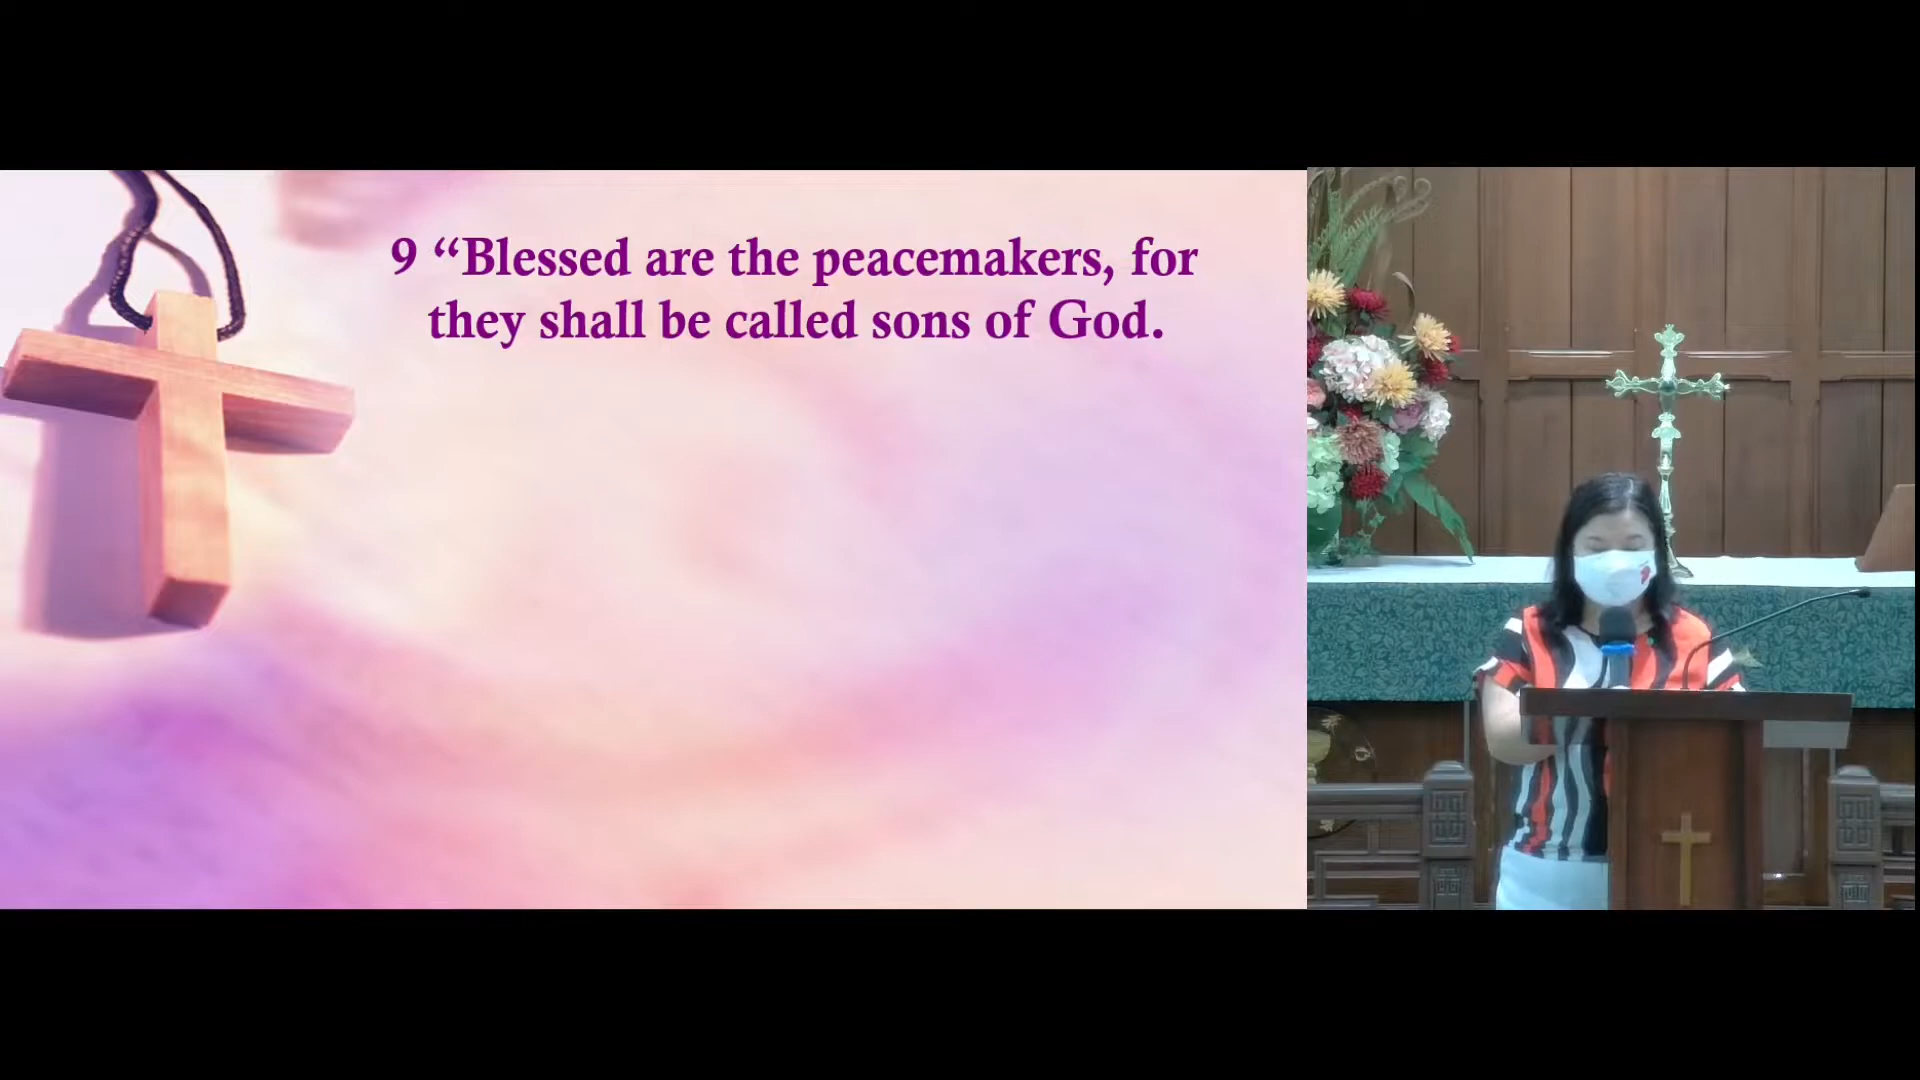 9 “Blessed are the peacemakers, for
they shall be called sons of God.